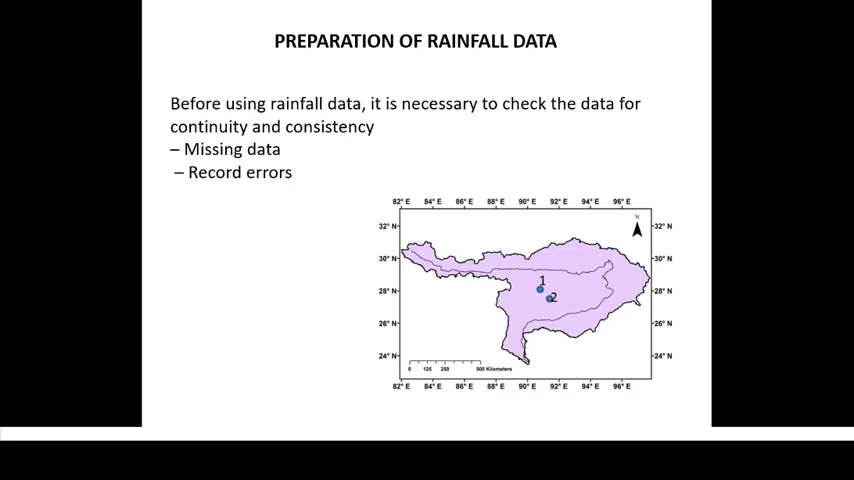 PREPARATION OF RAINFALL DATA
Before using rainfall data, it is necessary to check the data for
continuity and consistency
– Missing data
– Record errors
82° E 84° E 86° E 88° E 90° E 92° E 94° E 96° E
N
32° N 32° N
30° N 30° N
1
28° N 28° N
2
26° N 26° N
24° N 24° N
0 125 250 500 Kilometers
82° E 84° E 86° E 88° E 90° E 92° E 94° E 96° E